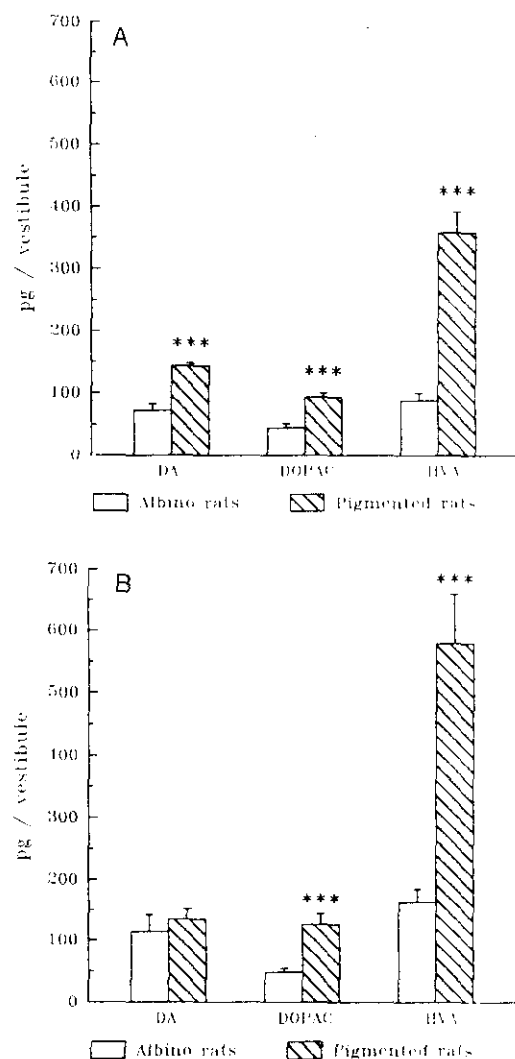 A
700
600
500
400
300
200
100
0
pg / vestibule
***
***
***
DA
DOPAC
HVA
Albino rats
Pigmented rats
B
700
600
500
400
300
200
100
0
pg / vestibule
***
***
DA
DOPAC
HVA
Albino rats
Pigmented rats